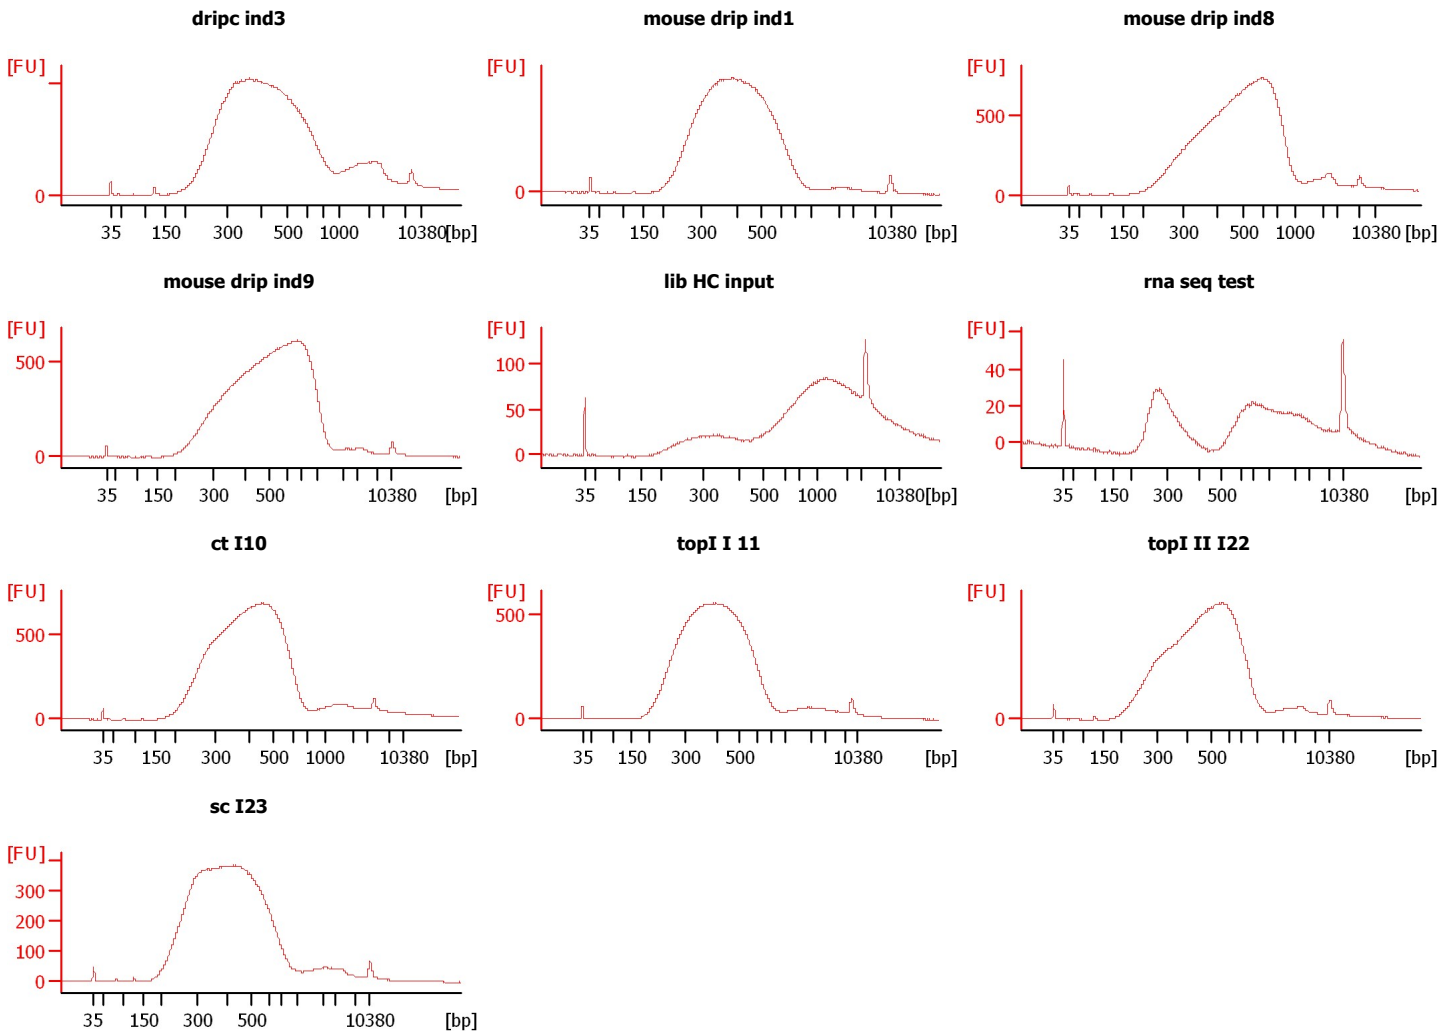 dripc ind3 mouse drip ind1 mouse drip ind8
[FU] [FU] [FU]
500
0 0 0
35 150 300 500 1000 10380 [bp] 35 150 300 500 10380 [bp] 35 150 300 500 1000 10380 [bp]
mouse drip ind9 lib HC input rna seq test
[FU] [FU] [FU]
500 100 40
50 20
0 0 0
35 150 300 500 10380 [bp] 35 150 300 500 1000 10380 [bp] 35 150 300 500 10380 [bp]
ct I10 topI I 11 topI II I22
[FU] [FU] [FU]
500 500
0 0 0
35 150 300 500 1000 10380 [bp] 35 150 300 500 10380 [bp] 35 150 300 500 10380 [bp]
sc I23
[FU]
300
200
100
0
35 150 300 500 10380 [bp]